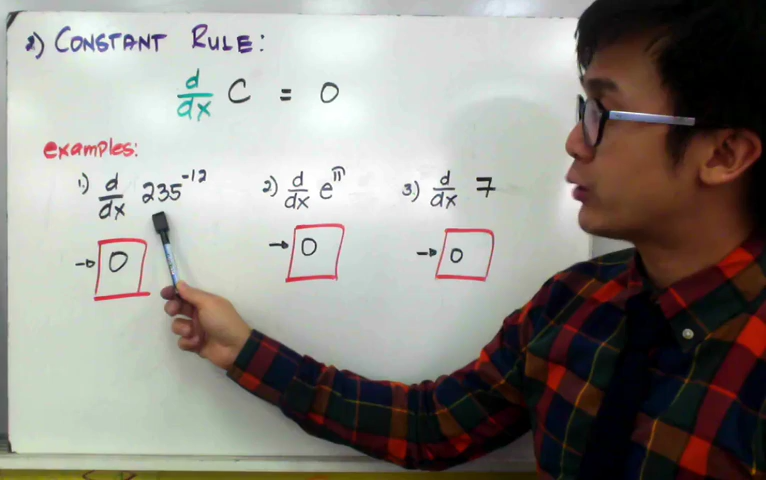 2) CONSTANT RULE:
d/dx C = 0
examples:
1) d/dx 235⁻¹² 2) d/dx e^π 3) d/dx 7
→ 0 → 0 → 0